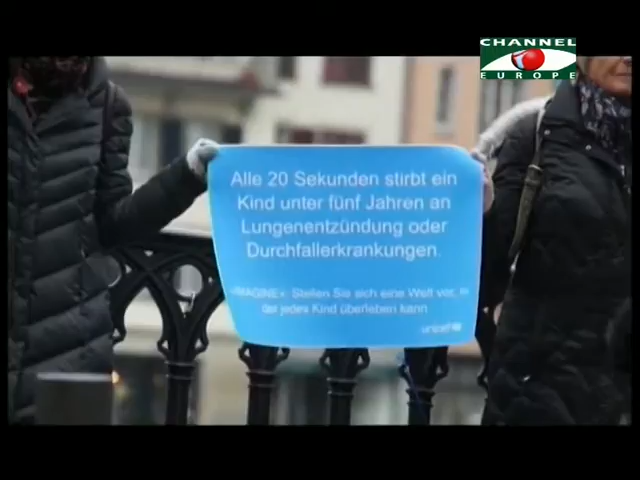 CHANNEL
EUROPE
Alle 20 Sekunden stirbt ein
Kind unter fünf Jahren an
Lungenentzündung oder
Durchfallerkrankungen.
«IMAGINE»: Stellen Sie sich eine Welt vor, in
der jedes Kind überleben kann
unicef